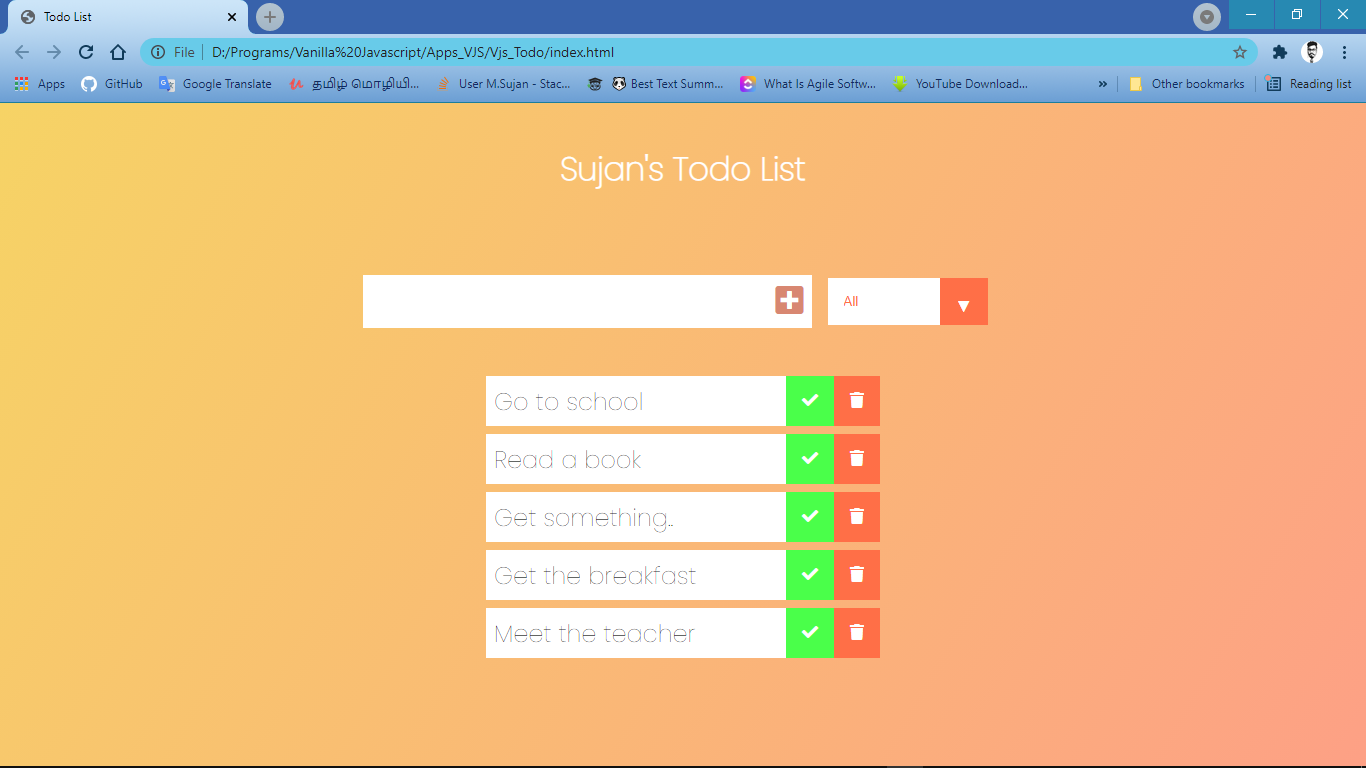 Todo List
File D:/Programs/Vanilla%20Javascript/Apps_VJS/Vjs_Todo/index.html
Apps GitHub Google Translate தமிழ் மொழியி... User M.Sujan - Stac... Best Text Summ... What Is Agile Softw... YouTube Download... » Other bookmarks Reading list
Sujan's Todo List
All
Go to school
Read a book
Get something..
Get the breakfast
Meet the teacher